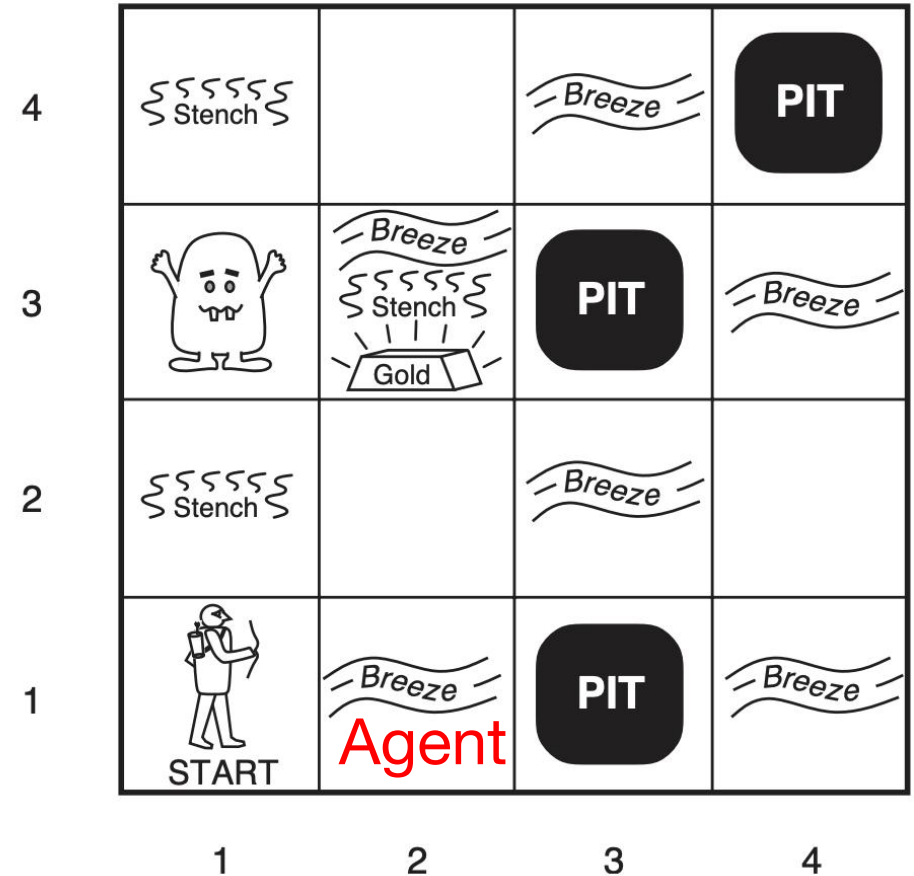 4
Stench
Breeze
PIT
3
Breeze
Stench
Gold
PIT
Breeze
2
Stench
Breeze
1
START
Breeze
Agent
PIT
Breeze
1 2 3 4